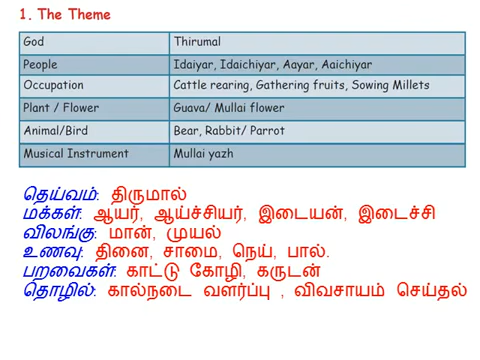 1. The Theme
God Thirumal
People Idaiyar, Idaichiyar, Aayar, Aaichiyar
Occupation Cattle rearing, Gathering fruits, Sowing Millets
Plant / Flower Guava/ Mullai flower
Animal/Bird Bear, Rabbit/ Parrot
Musical Instrument Mullai yazh
தெய்வம்: திருமால்
மக்கள்: ஆயர், ஆய்ச்சியர், இடையன், இடைச்சி
விலங்கு: மான், முயல்
உணவு: தினை, சாமை, நெய், பால்.
பறவைகள்: காட்டு கோழி, கருடன்
தொழில்: கால்நடை வளர்ப்பு , விவசாயம் செய்தல்